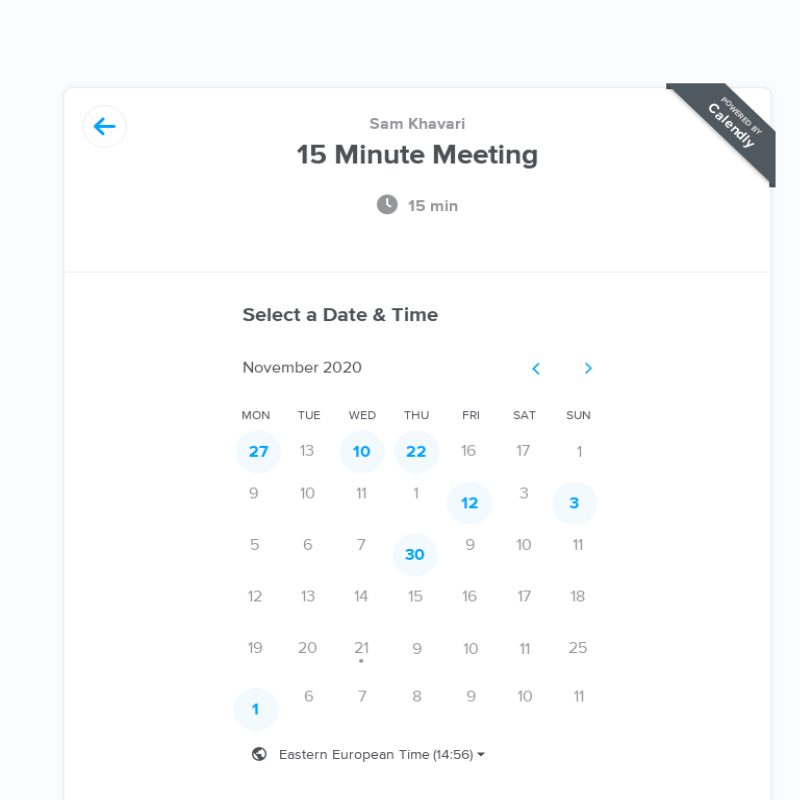 POWERED BY
Calendly
Sam Khavari
15 Minute Meeting
15 min
Select a Date & Time
November 2020
MON TUE WED THU FRI SAT SUN
27 13 10 22 16 17 1
9 10 11 1 12 3 3
5 6 7 30 9 10 11
12 13 14 15 16 17 18
19 20 21 9 10 11 25
1 6 7 8 9 10 11
Eastern European Time (14:56)